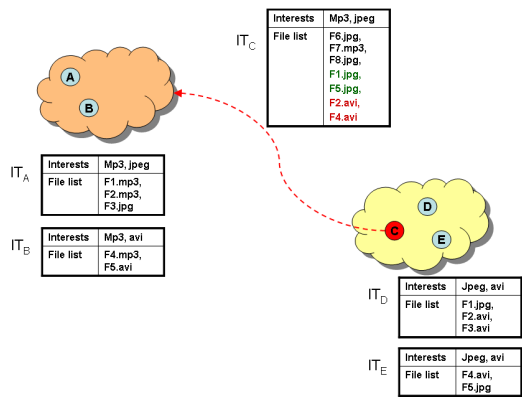 IT_C
Interests Mp3, jpeg
File list F6.jpg,
F7.mp3,
F8.jpg,
F1.jpg,
F5.jpg,
F2.avi,
F4.avi
A
B
IT_A
Interests Mp3, jpeg
File list F1.mp3,
F2.mp3,
F3.jpg
IT_B
Interests Mp3, avi
File list F4.mp3,
F5.avi
D
C
E
IT_D
Interests Jpeg, avi
File list F1.jpg,
F2.avi,
F3.avi
IT_E
Interests Jpeg, avi
File list F4.avi,
F5.jpg